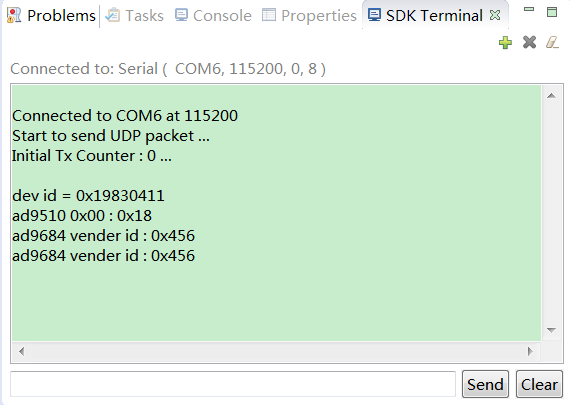 Problems Tasks Console Properties SDK Terminal
Connected to: Serial ( COM6, 115200, 0, 8 )
Connected to COM6 at 115200
Start to send UDP packet ...
Initial Tx Counter : 0 ...
dev id = 0x19830411
ad9510 0x00 : 0x18
ad9684 vender id : 0x456
ad9684 vender id : 0x456
Send Clear